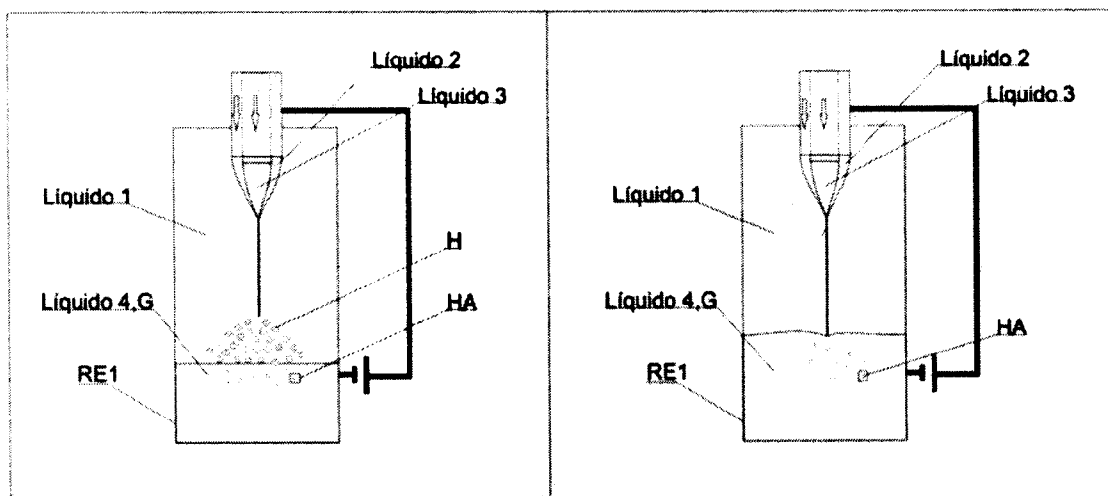 Líquido 2
Líquido 3
Líquido 1
H
Líquido 4,G
HA
RE1
Líquido 2
Líquido 3
Líquido 1
Líquido 4,G
HA
RE1